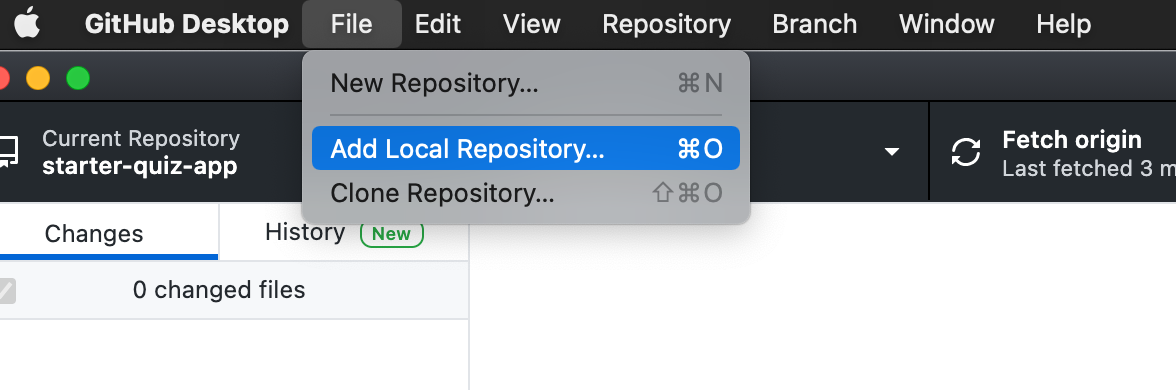 GitHub Desktop File Edit View Repository Branch Window Help
New Repository... ⌘N
Add Local Repository... ⌘O
Clone Repository... ⇧⌘O
Current Repository
starter-quiz-app
Fetch origin
Last fetched 3 m
Changes
History New
0 changed files